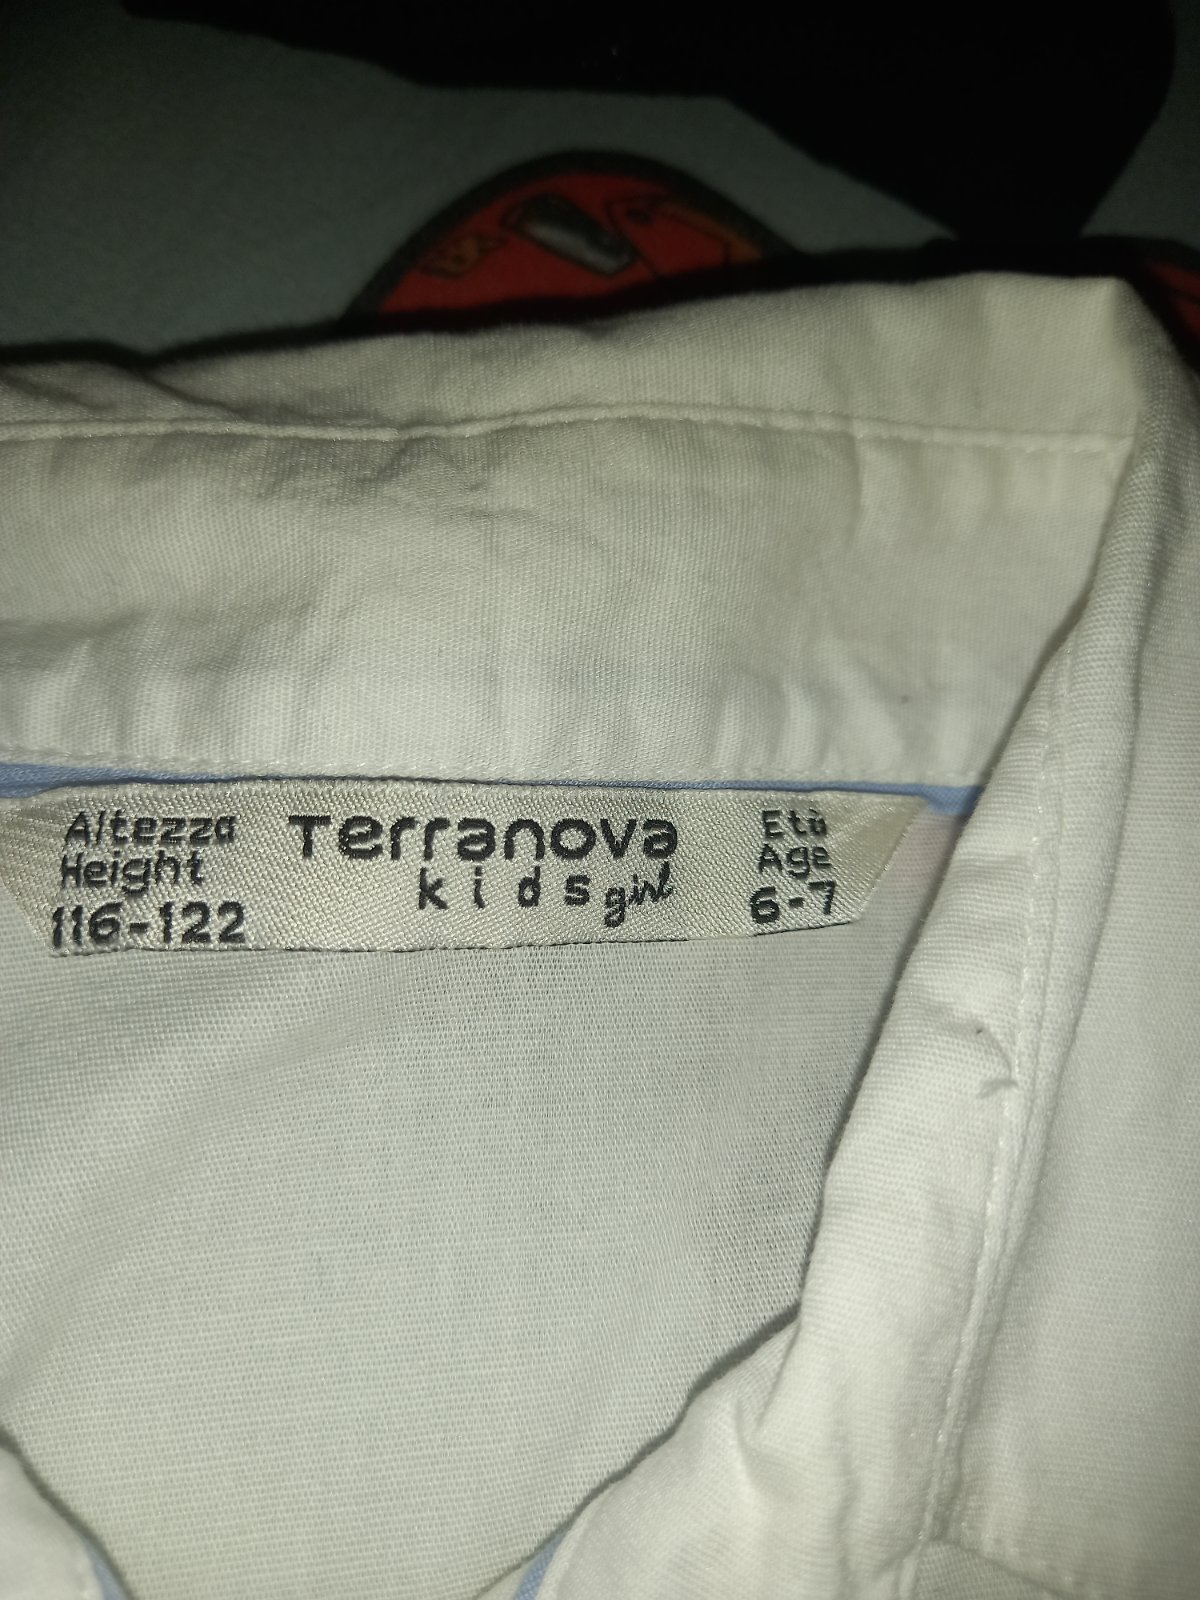 Altezza
Height
116-122
Terranova
kids girl
Età
Age
6-7